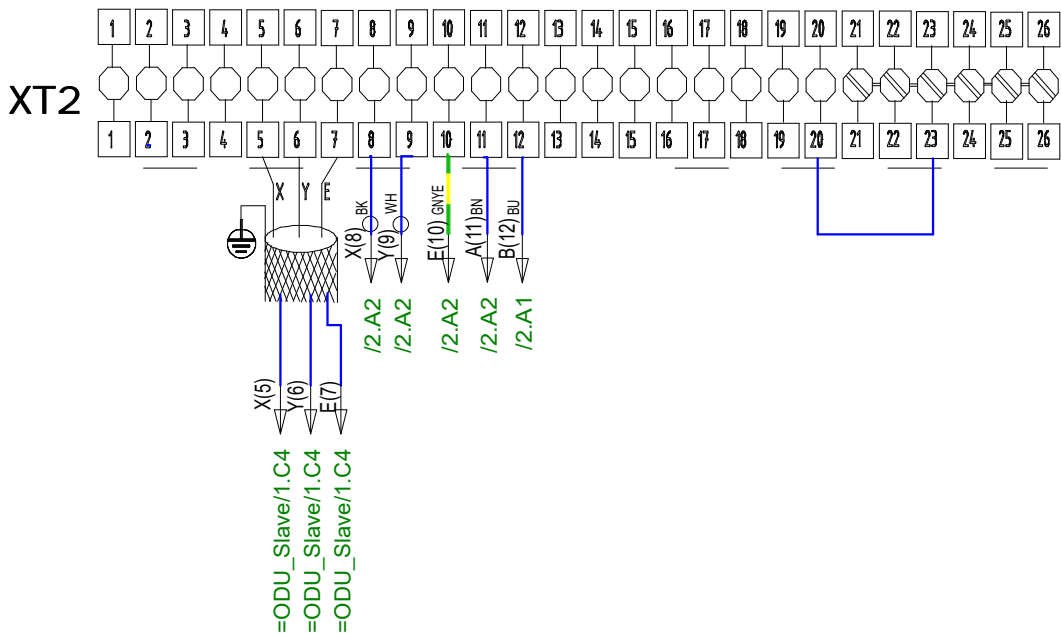 1 2 3 4 5 6 7 8 9 10 11 12 13 14 15 16 17 18 19 20 21 22 23 24 25 26
XT2
1 2 3 4 5 6 7 8 9 10 11 12 13 14 15 16 17 18 19 20 21 22 23 24 25 26
X Y E
X(8) BK
Y(9) WH
E(10) GNYE
A(11) BN
B(12) BU
/2.A2
/2.A2
/2.A2
/2.A2
/2.A1
X(5)
Y(6)
E(7)
=ODU_Slave/1.C4
=ODU_Slave/1.C4
=ODU_Slave/1.C4